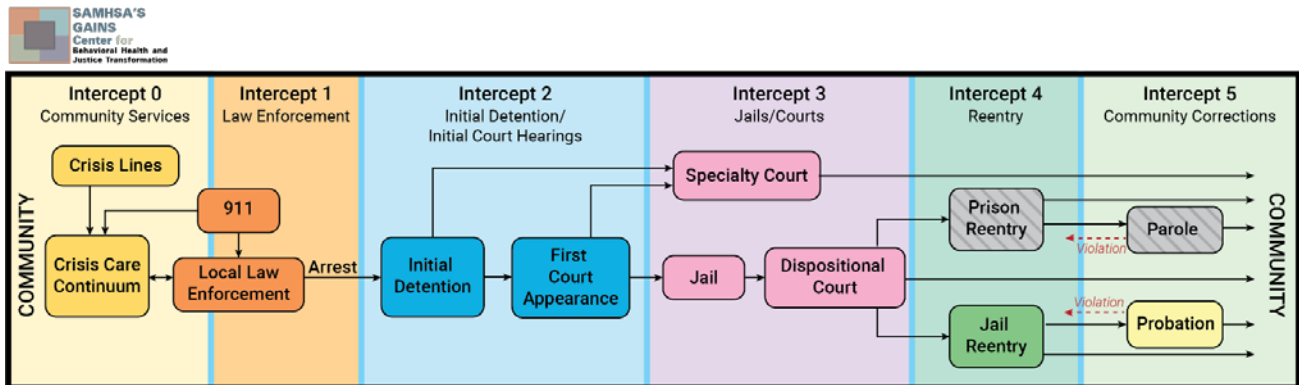 SAMHSA'S
GAINS
Center for
Behavioral Health and
Justice Transformation
Intercept 0
Community Services
Intercept 1
Law Enforcement
Intercept 2
Initial Detention/
Initial Court Hearings
Intercept 3
Jails/Courts
Intercept 4
Reentry
Intercept 5
Community Corrections
COMMUNITY
Crisis Lines
911
Crisis Care
Continuum
Local Law
Enforcement
Arrest
Initial
Detention
First
Court
Appearance
Specialty Court
Jail
Dispositional
Court
Prison
Reentry
Violation
Parole
Jail
Reentry
Violation
Probation
COMMUNITY